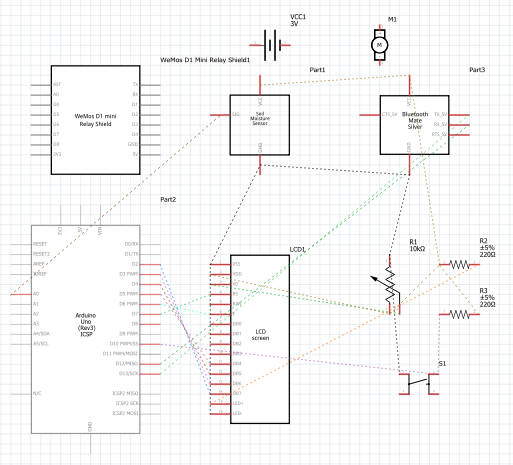 VCC1
3V
M1
WeMos D1 Mini Relay Shield1
Part1
Part3
RST
A0
D0
D5
D6
D7
D8
3V3
TX
RX
D1
D2
D3
D4
GND
5V
WeMos D1 mini
Relay Shield
VCC
SIG
Soil
Moisture
Sensor
GND
VCC
CTS_5V
Bluetooth
Mate
Silver
TX_5V
RX_5V
RTS_5V
GND
Part2
3V3
5V
VIN
RESET
RESET2
AREF
A0
A1
A2
A3
A4/SDA
A5/SCL
N/C
GND
Arduino
Uno
(Rev3)
ICSP
D0/RX
D1/TX
D2
D3 PWM
D4
D5 PWM
D6 PWM
D7
D8
D9 PWM
D10 PWM/SS
D11 PWM/MOSI
D12/MISO
D13/SCK
ICSP2 MISO
ICSP2 SCK
ICSP2 MOSI
LCD1
VSS
VDD
DB0
DB1
DB2
DB3
DB4
DB5
DB6
DB7
LED+
LED-
LCD
screen
R1
10kΩ
R2
±5%
220Ω
R3
±5%
220Ω
S1